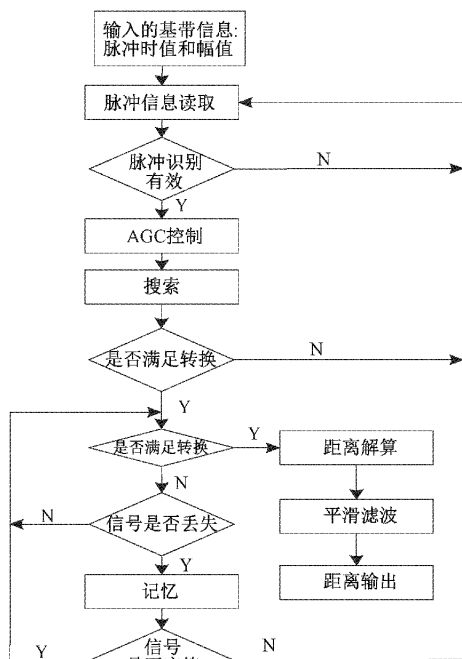 输入的基带信息:
脉冲时值和幅值
脉冲信息读取
脉冲识别
有效
N
Y
AGC控制
搜索
是否满足转换
N
Y
是否满足转换
Y
距离解算
N
平滑滤波
信号是否丢失
N
Y
距离输出
记忆
信号
Y
N